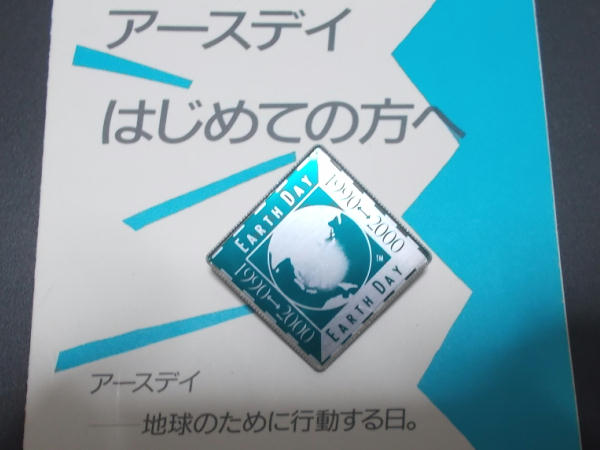 アースデイ
はじめての方へ
EARTH DAY
1990↔2000
1990↔2000
EARTH DAY
TM
アースデイ
——地球のために行動する日。